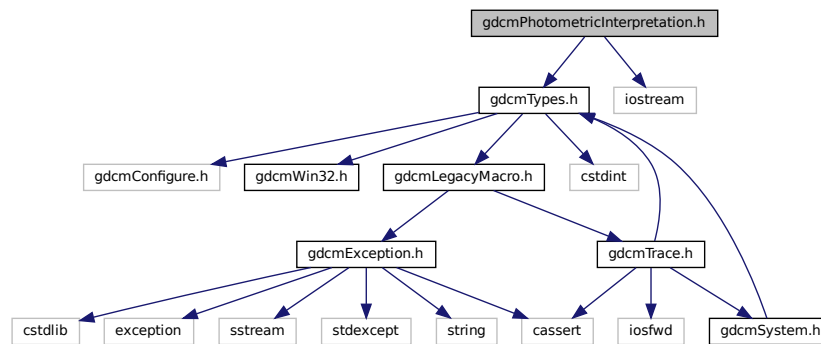 gdcmPhotometricInterpretation.h
gdcmTypes.h
iostream
gdcmConfigure.h
gdcmWin32.h
gdcmLegacyMacro.h
cstdint
gdcmException.h
gdcmTrace.h
cstdlib
exception
sstream
stdexcept
string
cassert
iosfwd
gdcmSystem.h